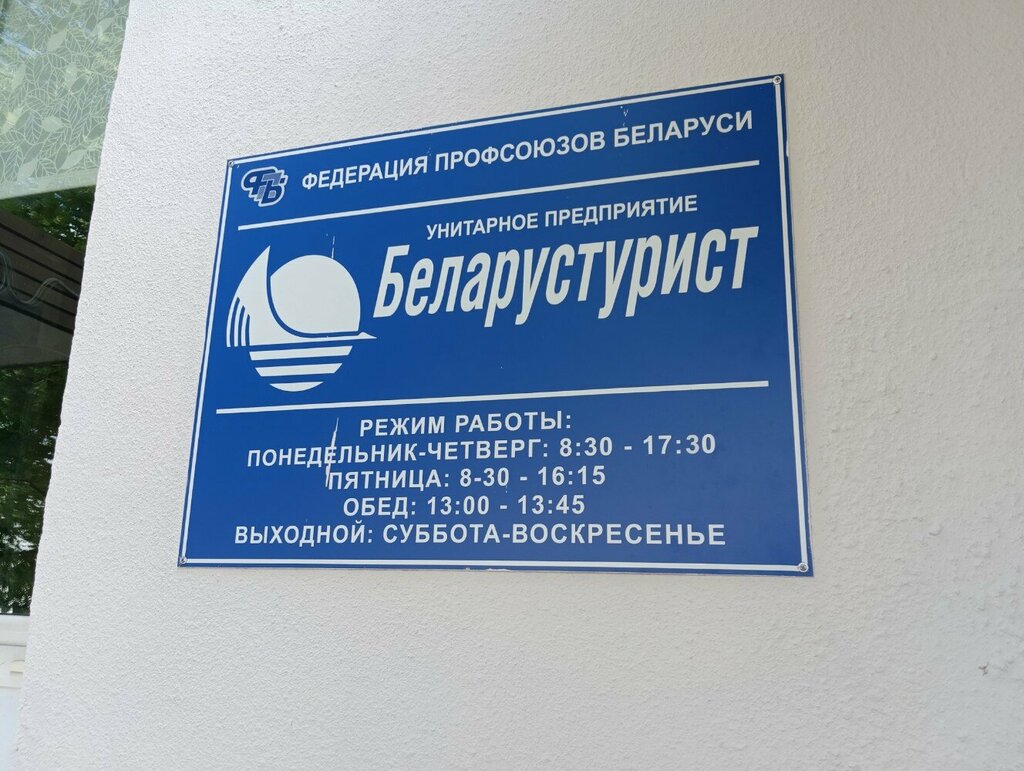 ФПБ
ФЕДЕРАЦИЯ ПРОФСОЮЗОВ БЕЛАРУСИ
УНИТАРНОЕ ПРЕДПРИЯТИЕ
Беларустурист
РЕЖИМ РАБОТЫ:
ПОНЕДЕЛЬНИК-ЧЕТВЕРГ: 8:30 - 17:30
ПЯТНИЦА: 8-30 - 16:15
ОБЕД: 13:00 - 13:45
ВЫХОДНОЙ: СУББОТА-ВОСКРЕСЕНЬЕ